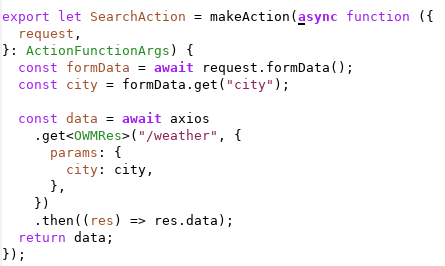 export let SearchAction = makeAction(async function ({
  request,
}: ActionFunctionArgs) {
  const formData = await request.formData();
  const city = formData.get("city");

  const data = await axios
    .get<OWMRes>("/weather", {
      params: {
        city: city,
      },
    })
    .then((res) => res.data);
  return data;
});